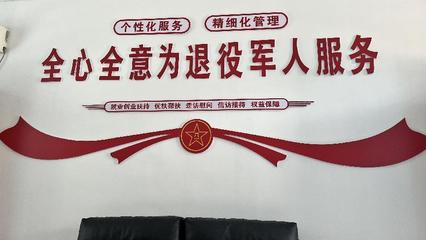 个性化服务 精细化管理
全心全意为退役军人服务
就业创业扶持 优抚帮扶 走访慰问 信访接待 权益保障
八一